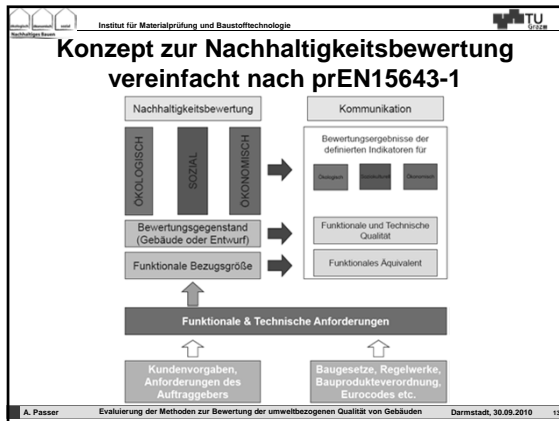 Institut für Materialprüfung und Baustofftechnologie
TU
Graz
Nachhaltiges Bauen
Konzept zur Nachhaltigkeitsbewertung
vereinfacht nach prEN15643-1
Nachhaltigkeitsbewertung
Kommunikation
ÖKOLOGISCH
SOZIAL
ÖKONOMISCH
Bewertungsergebnisse der
definierten Indikatoren für
Ökologisch
Ökonomisch
Bewertungsgegenstand
(Gebäude oder Entwurf)
Funktionale und Technische
Qualität
Funktionale Bezugsgröße
Funktionales Äquivalent
Funktionale & Technische Anforderungen
Kundenvorgaben,
Anforderungen des
Auftraggebers
Baugesetze, Regelwerke,
Bauprodukteverordnung,
Eurocodes etc.
A. Passer
Evaluierung der Methoden zur Bewertung der umweltbezogenen Qualität von Gebäuden
Darmstadt, 30.09.2010
13